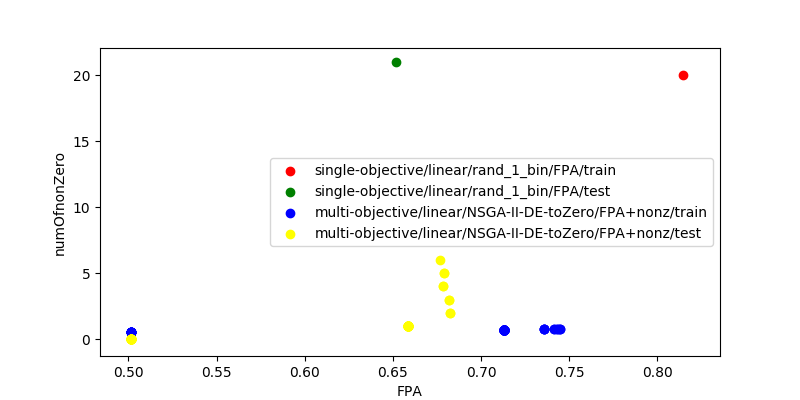 20
15
10
5
0
numOfnonZero
single-objective/linear/rand_1_bin/FPA/train
single-objective/linear/rand_1_bin/FPA/test
multi-objective/linear/NSGA-II-DE-toZero/FPA+nonz/train
multi-objective/linear/NSGA-II-DE-toZero/FPA+nonz/test
0.50
0.55
0.60
0.65
0.70
0.75
0.80
FPA